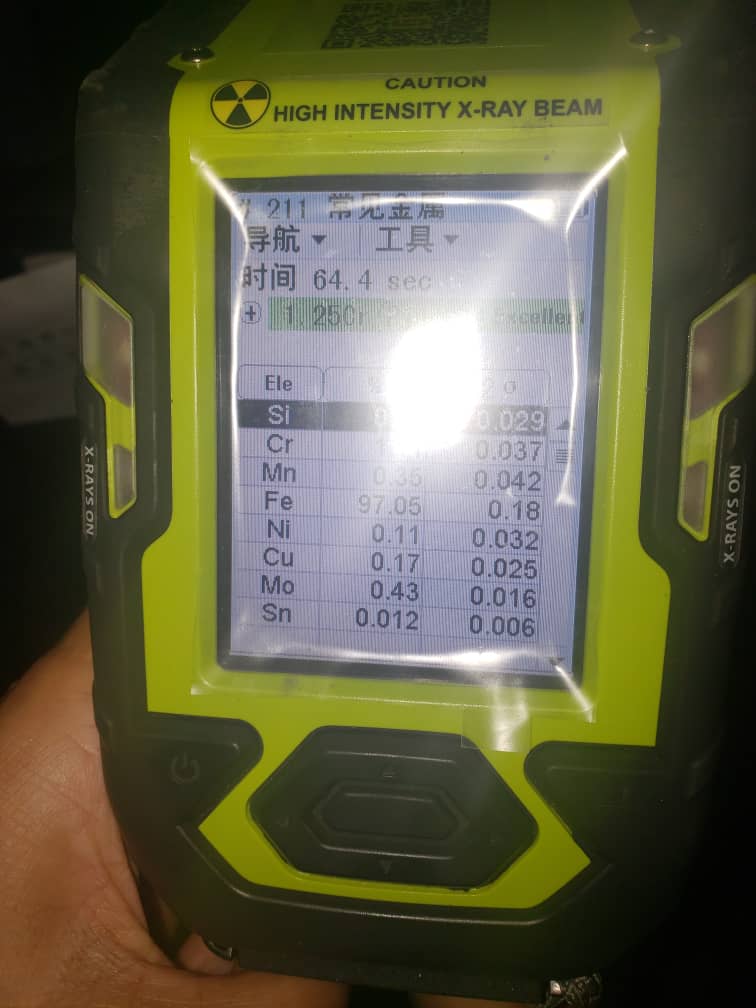 CAUTION
HIGH INTENSITY X-RAY BEAM
# 211 常见金属
导航 工具
时间 64.4 sec
Excellent
Ele σ
Si 0.029
Cr 0.037
Mn 0.35 0.042
Fe 97.05 0.18
Ni 0.11 0.032
Cu 0.17 0.025
Mo 0.43 0.016
Sn 0.012 0.006
X-RAYS ON
X-RAYS ON